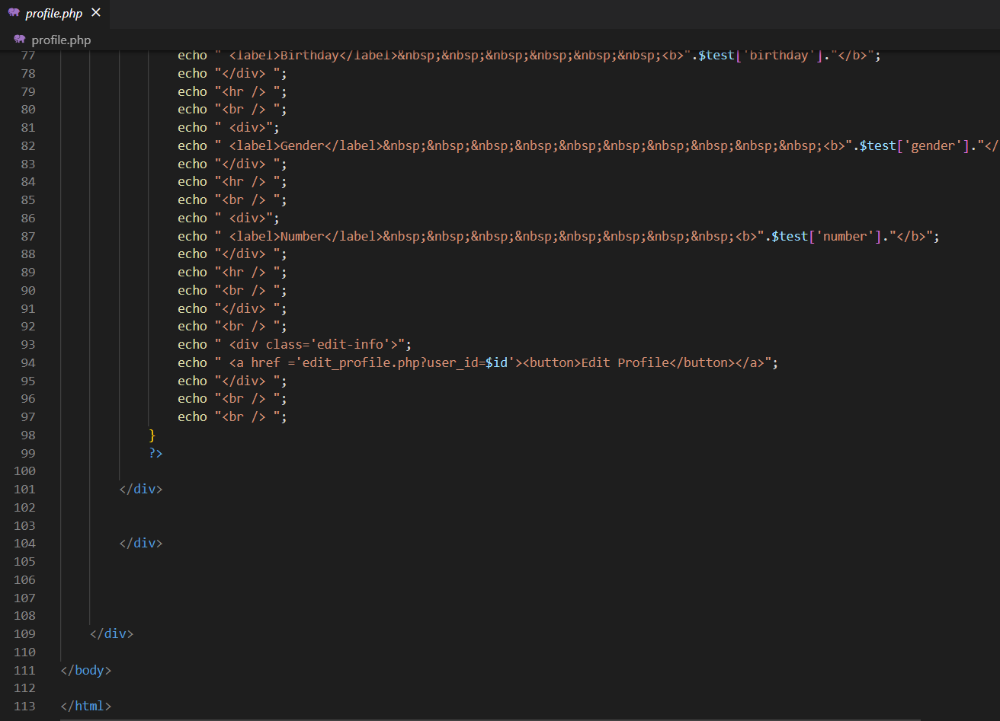 profile.php
profile.php
77 echo " <label>Birthday</label>&nbsp;&nbsp;&nbsp;&nbsp;&nbsp;&nbsp;<b>".$test['birthday']."</b>";
78 echo "</div> ";
79 echo "<hr /> ";
80 echo "<br /> ";
81 echo " <div>";
82 echo " <label>Gender</label>&nbsp;&nbsp;&nbsp;&nbsp;&nbsp;&nbsp;&nbsp;&nbsp;&nbsp;&nbsp;<b>".$test['gender']."</
83 echo "</div> ";
84 echo "<hr /> ";
85 echo "<br /> ";
86 echo " <div>";
87 echo " <label>Number</label>&nbsp;&nbsp;&nbsp;&nbsp;&nbsp;&nbsp;&nbsp;&nbsp;<b>".$test['number']."</b>";
88 echo "</div> ";
89 echo "<hr /> ";
90 echo "<br /> ";
91 echo "</div> ";
92 echo "<br /> ";
93 echo " <div class='edit-info'>";
94 echo " <a href ='edit_profile.php?user_id=$id'><button>Edit Profile</button></a>";
95 echo "</div> ";
96 echo "<br /> ";
97 echo "<br /> ";
98 }
99 ?>
100
101 </div>
102
103
104 </div>
105
106
107
108
109 </div>
110
111 </body>
112
113 </html>